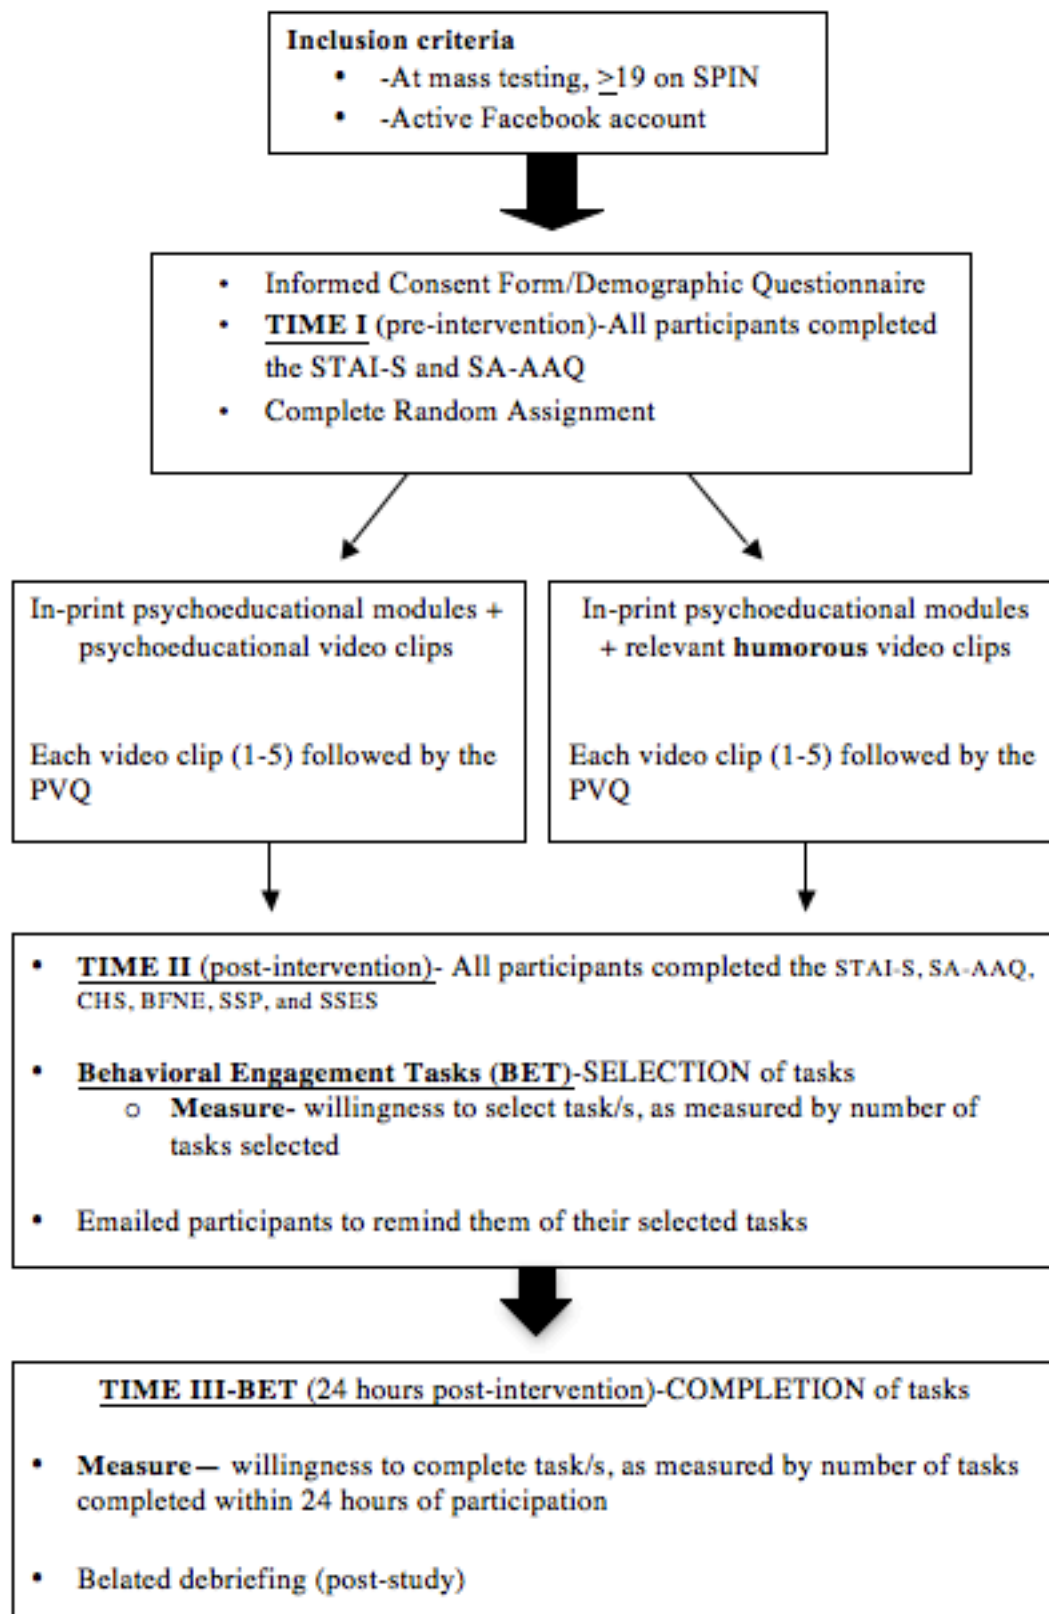 Inclusion criteria
• -At mass testing, ≥19 on SPIN
• -Active Facebook account
• Informed Consent Form/Demographic Questionnaire
• TIME I (pre-intervention)-All participants completed
the STAI-S and SA-AAQ
• Complete Random Assignment
In-print psychoeducational modules +
psychoeducational video clips
Each video clip (1-5) followed by the
PVQ
In-print psychoeducational modules
+ relevant humorous video clips
Each video clip (1-5) followed by the
PVQ
• TIME II (post-intervention)- All participants completed the STAI-S, SA-AAQ,
CHS, BFNE, SSP, and SSES
• Behavioral Engagement Tasks (BET)-SELECTION of tasks
o Measure- willingness to select task/s, as measured by number of
tasks selected
• Emailed participants to remind them of their selected tasks
TIME III-BET (24 hours post-intervention)-COMPLETION of tasks
• Measure— willingness to complete task/s, as measured by number of tasks
completed within 24 hours of participation
• Belated debriefing (post-study)